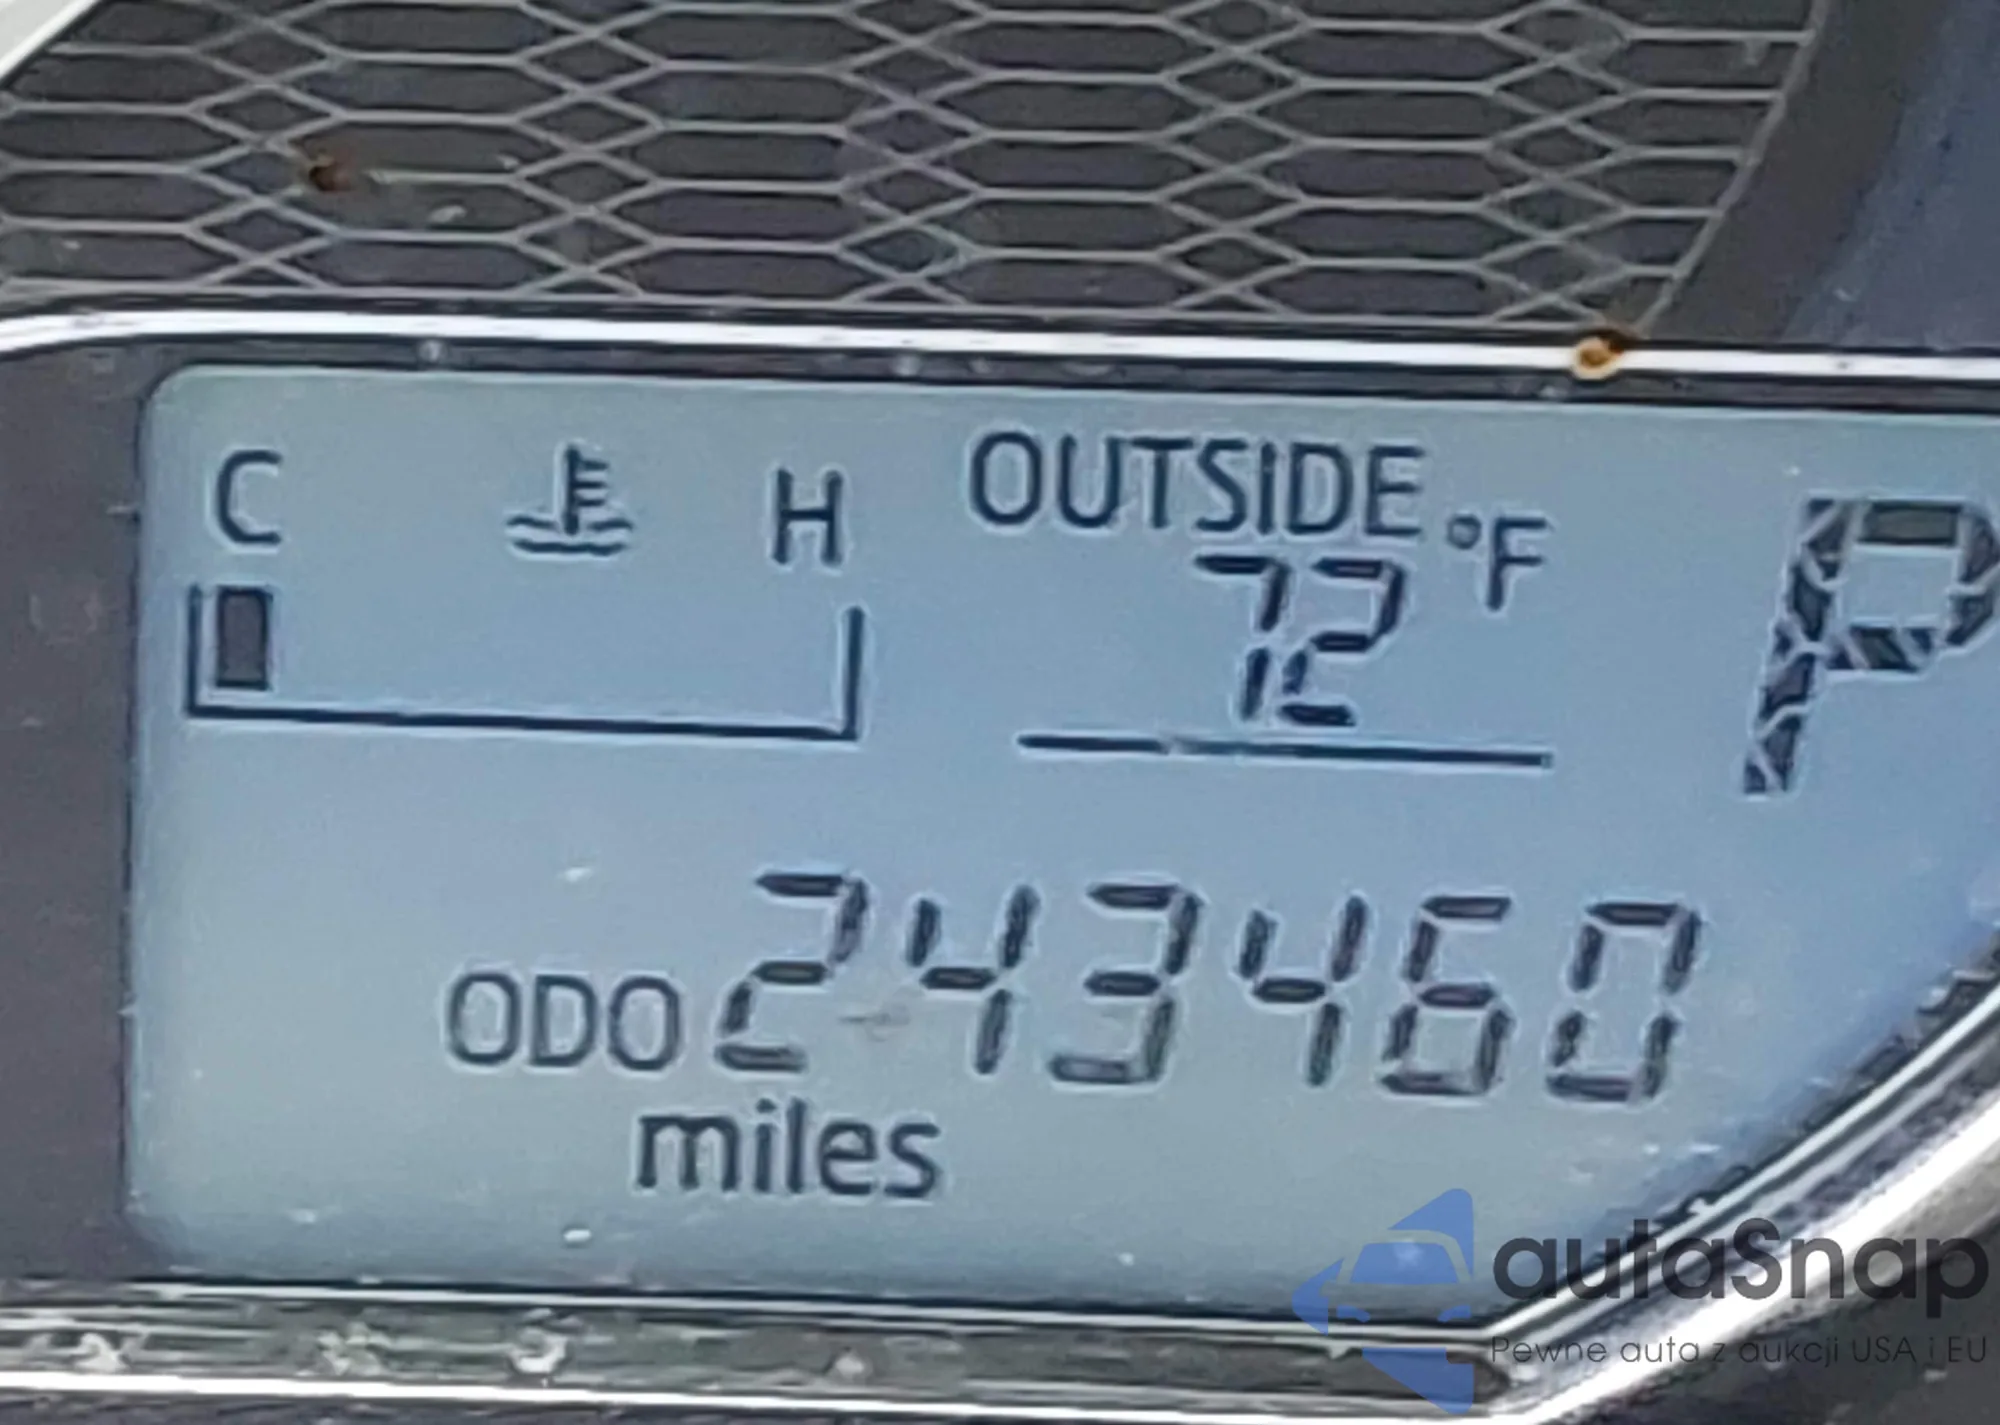 C H OUTSIDE °F
72
P
ODO 243460
miles
autaSnap
Pewne auta z aukcji USA i EU